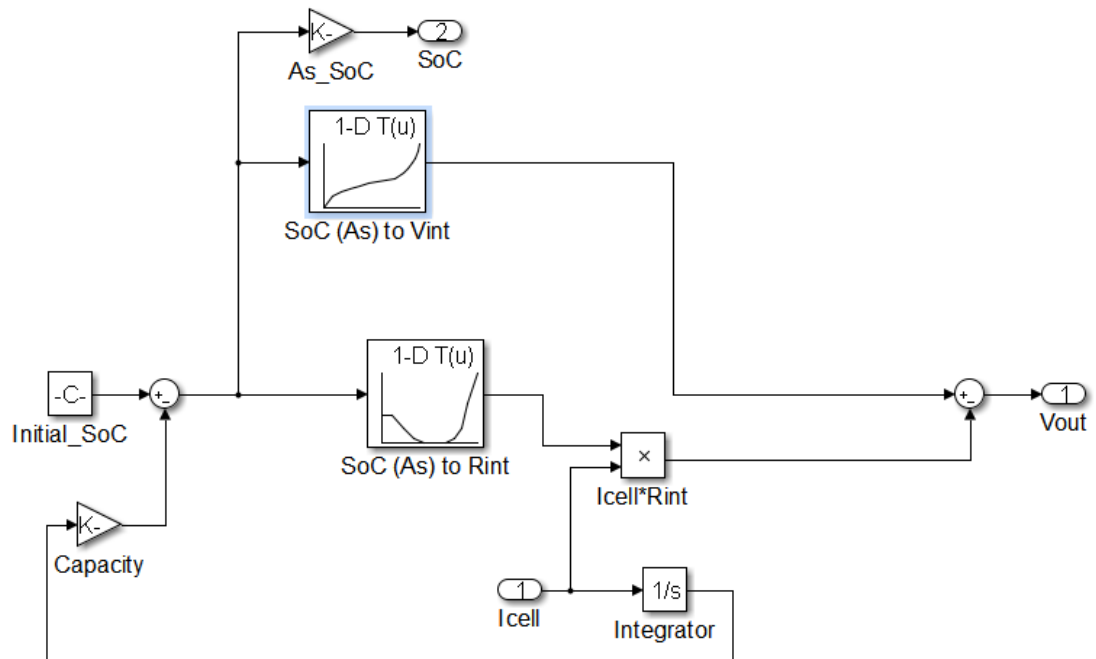 K-
2
As_SoC
SoC
1-D T(u)
SoC (As) to Vint
1-D T(u)
-C-
+
-
+
-
1
Initial_SoC
Vout
SoC (As) to Rint
×
Icell*Rint
K-
Capacity
1
1/s
Icell
Integrator